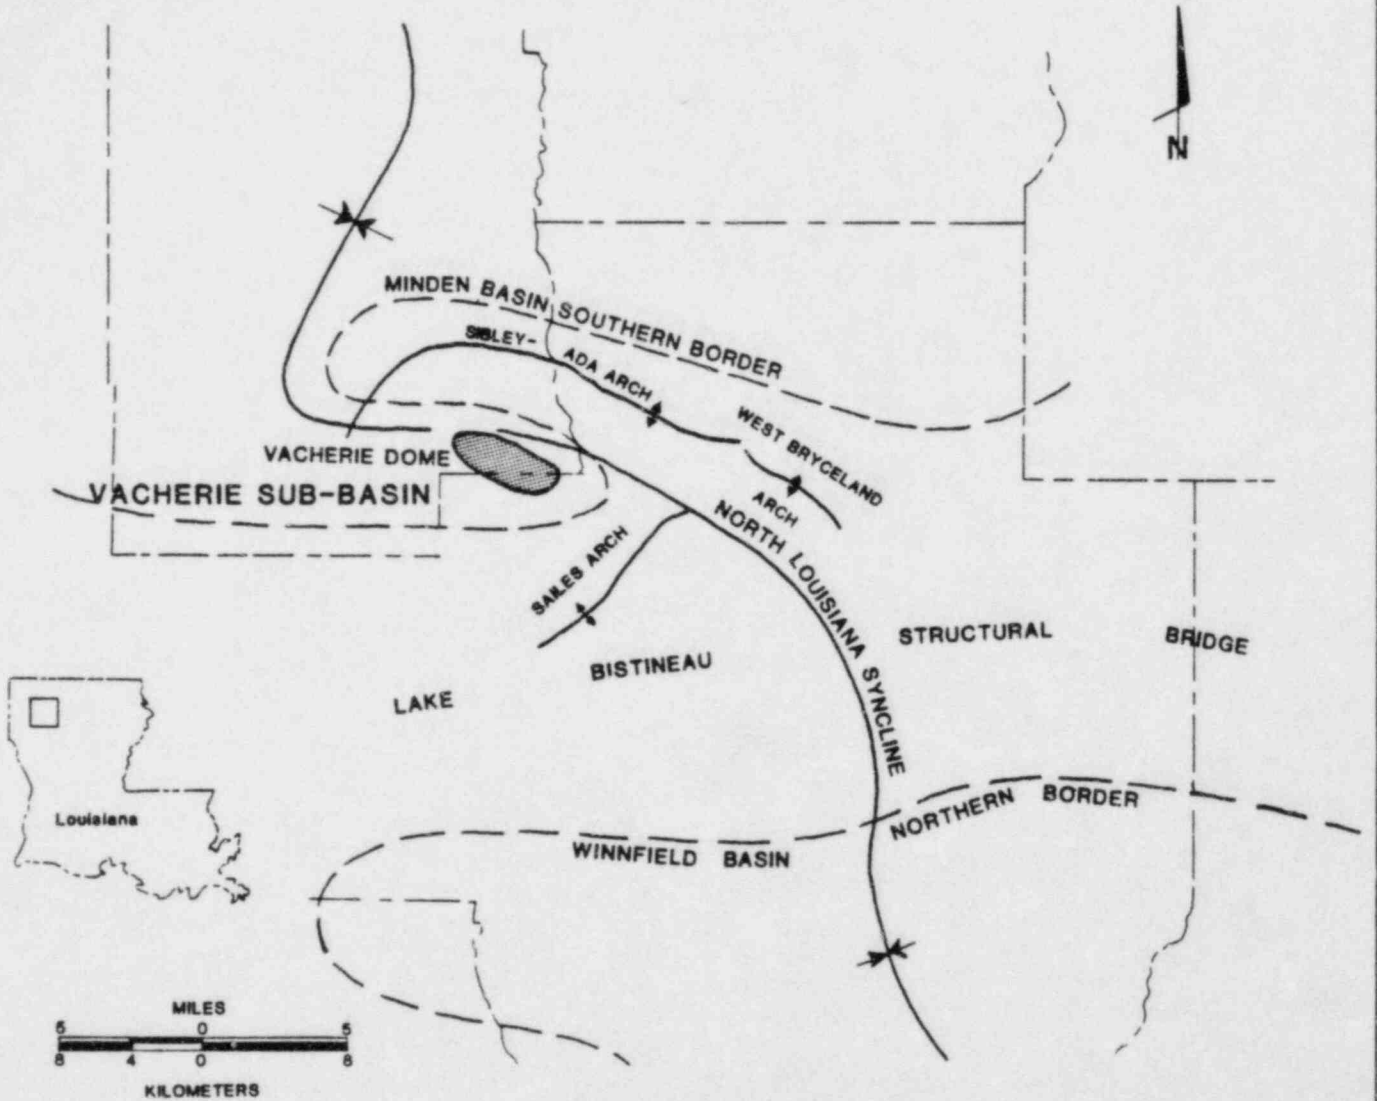 N
MINDEN BASIN SOUTHERN BORDER
SIBLEY- ADA ARCH
WEST BRYCELAND
ARCH
VACHERIE DOME
VACHERIE SUB-BASIN
NORTH LOUISIANA SYNCLINE
SAILES ARCH
STRUCTURAL BRIDGE
BISTINEAU
LAKE
Louisiana
NORTHERN BORDER
WINNFIELD BASIN
MILES
5 0 5
8 4 0 8
KILOMETERS